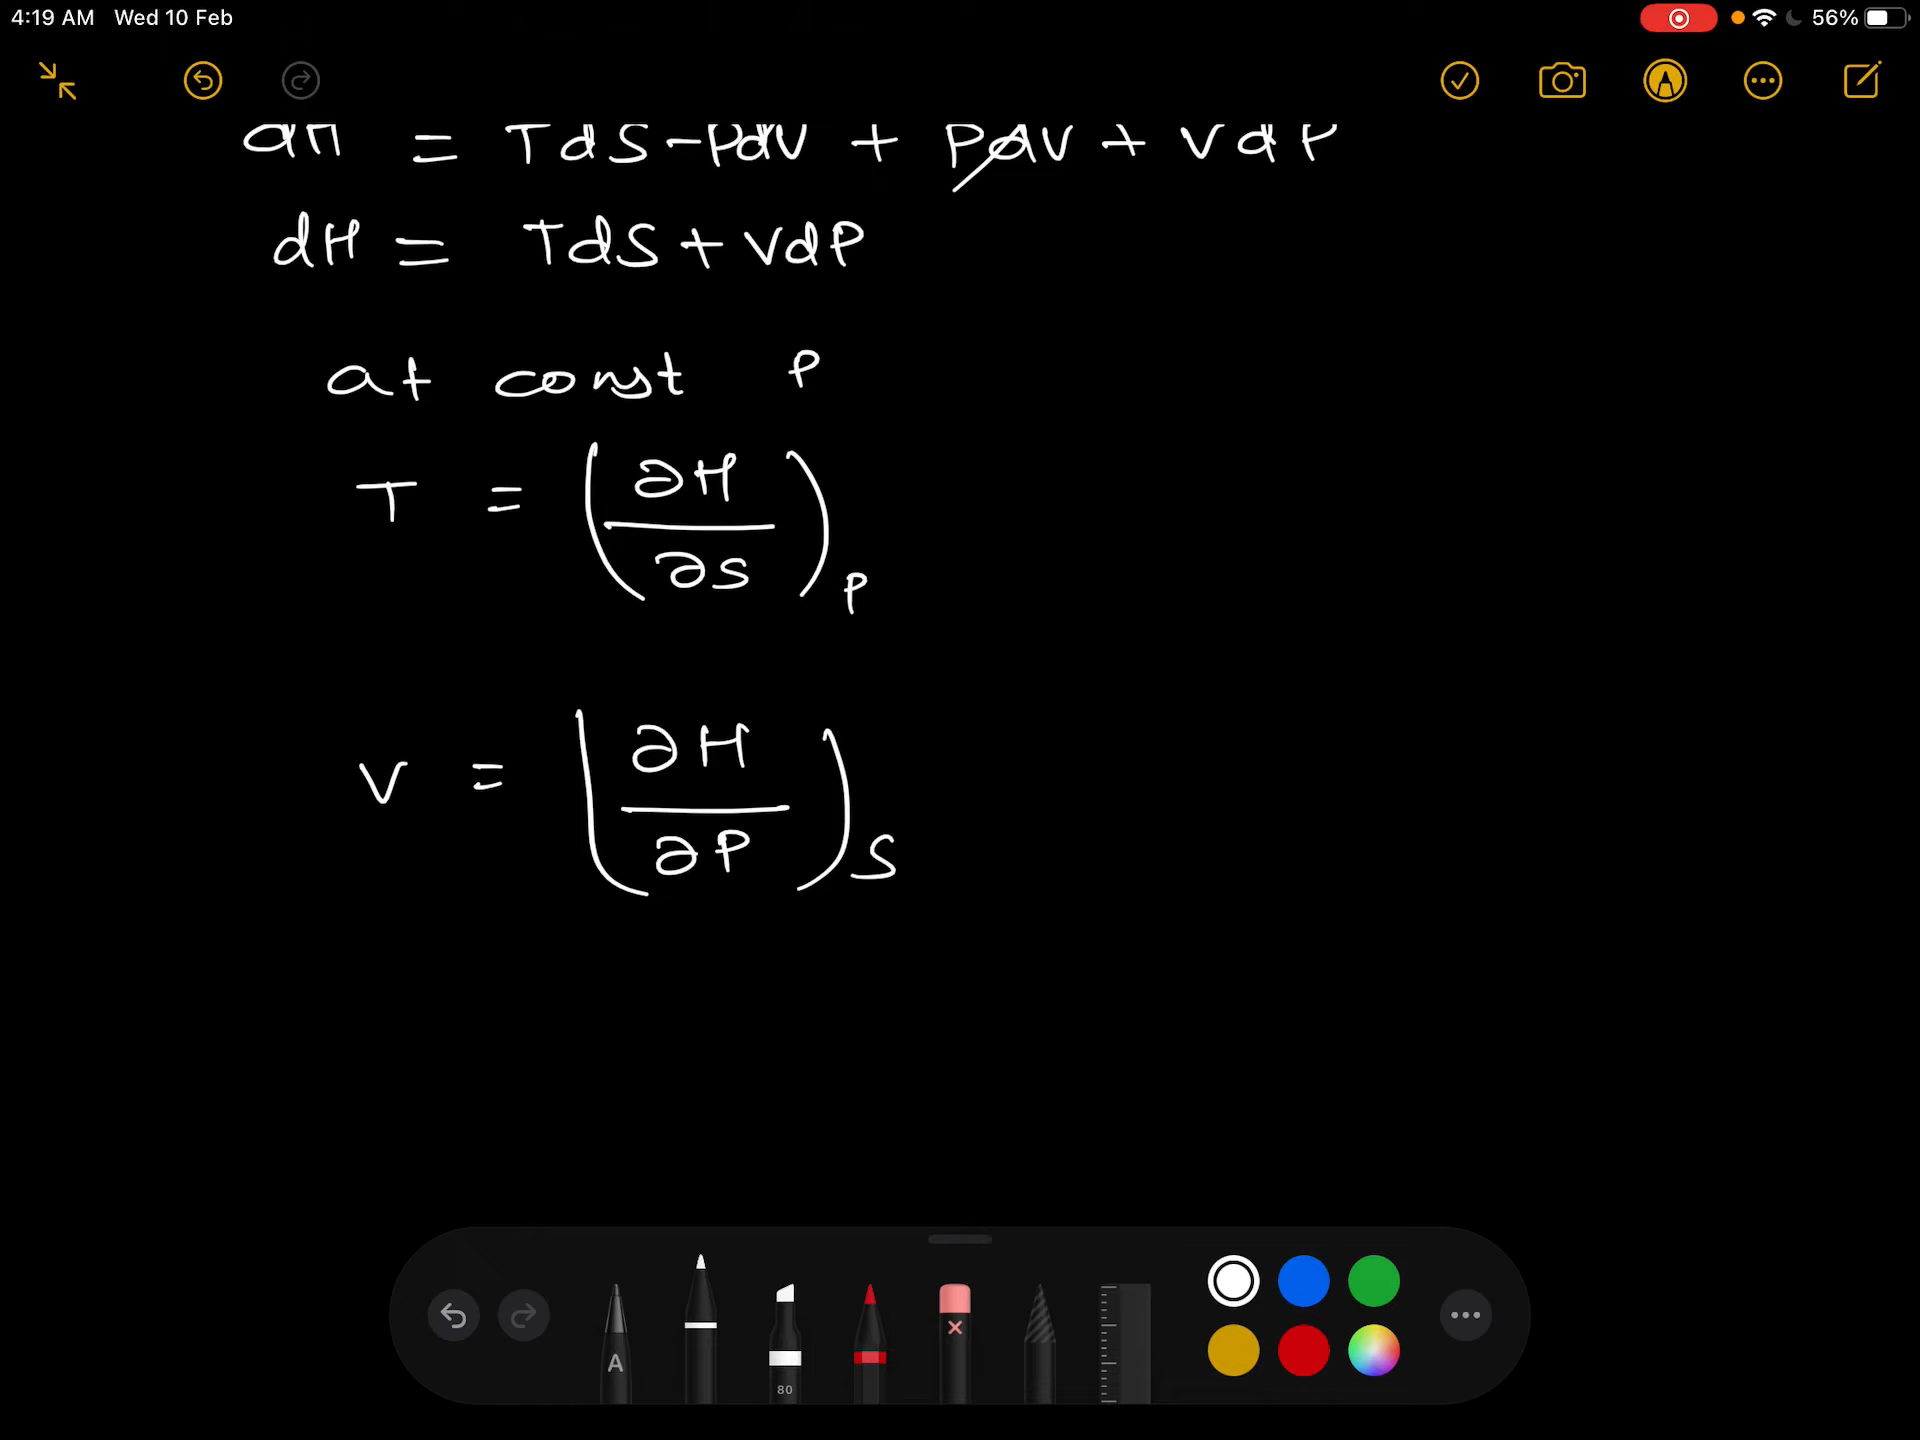 4:19 AM Wed 10 Feb 56%
dH = TdS - PdV + PdV + VdP
dH = TdS + VdP
at const P
T = (∂H/∂S)P
V = (∂H/∂P)S
A
80